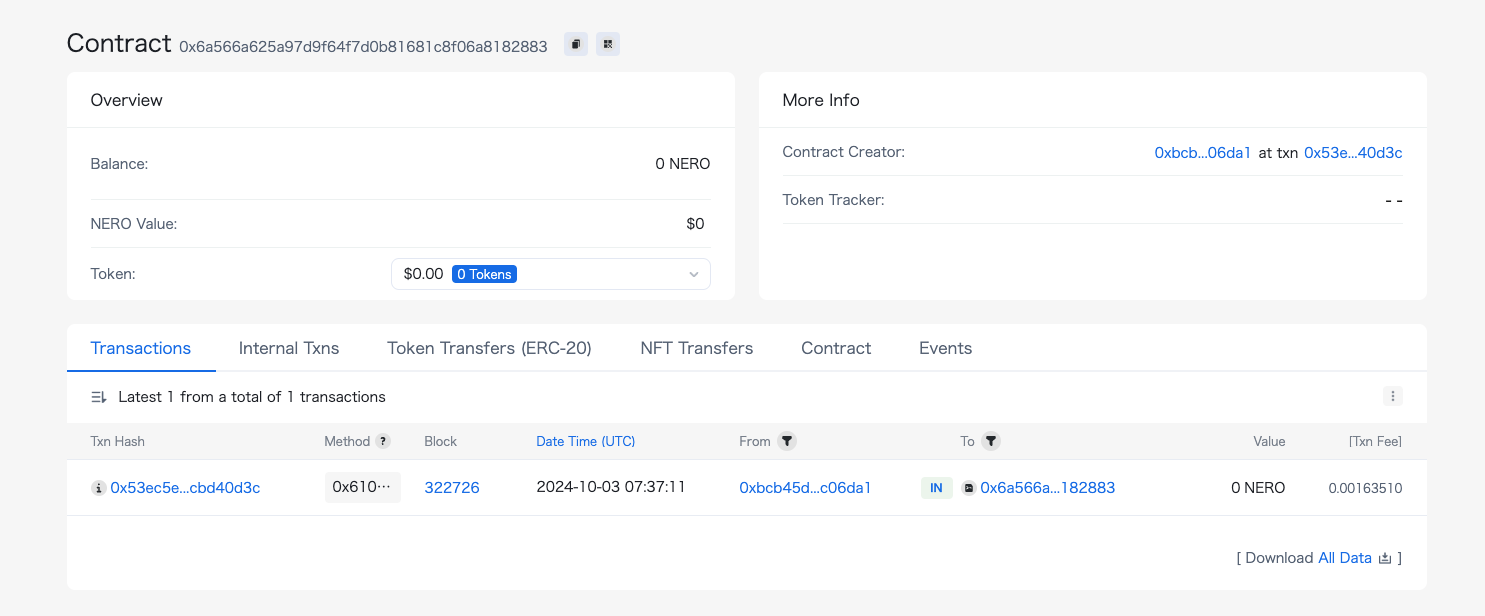 Contract 0x6a566a625a97d9f64f7d0b81681c8f06a8182883
Overview
Balance: 0 NERO
NERO Value: $0
Token: $0.00 0 Tokens
More Info
Contract Creator: 0xbcb...06da1 at txn 0x53e...40d3c
Token Tracker: - -
Transactions Internal Txns Token Transfers (ERC-20) NFT Transfers Contract Events
Latest 1 from a total of 1 transactions
Txn Hash Method ? Block Date Time (UTC) From To Value [Txn Fee]
0x53ec5e...cbd40d3c 0x610··· 322726 2024-10-03 07:37:11 0xbcb45d...c06da1 IN 0x6a566a...182883 0 NERO 0.00163510
[ Download All Data ]